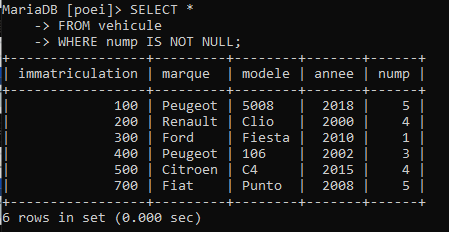 MariaDB [poei]> SELECT *
    -> FROM vehicule
    -> WHERE nump IS NOT NULL;
+-----------------+---------+--------+-------+------+
| immatriculation | marque  | modele | annee | nump |
+-----------------+---------+--------+-------+------+
|             100 | Peugeot | 5008   |  2018 |    5 |
|             200 | Renault | Clio   |  2000 |    4 |
|             300 | Ford    | Fiesta |  2010 |    1 |
|             400 | Peugeot | 106    |  2002 |    3 |
|             500 | Citroen | C4     |  2015 |    4 |
|             700 | Fiat    | Punto  |  2008 |    5 |
+-----------------+---------+--------+-------+------+
6 rows in set (0.000 sec)